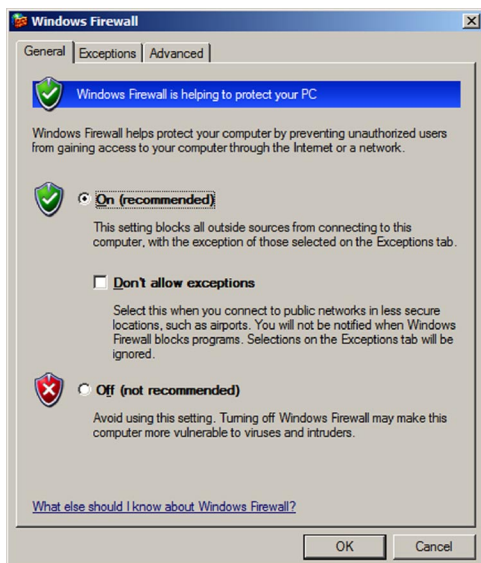 Windows Firewall
General Exceptions Advanced
Windows Firewall is helping to protect your PC
Windows Firewall helps protect your computer by preventing unauthorized users
from gaining access to your computer through the Internet or a network.
On (recommended)
This setting blocks all outside sources from connecting to this
computer, with the exception of those selected on the Exceptions tab.
Don't allow exceptions
Select this when you connect to public networks in less secure
locations, such as airports. You will not be notified when Windows
Firewall blocks programs. Selections on the Exceptions tab will be
ignored.
Off (not recommended)
Avoid using this setting. Turning off Windows Firewall may make this
computer more vulnerable to viruses and intruders.
What else should I know about Windows Firewall?
OK Cancel